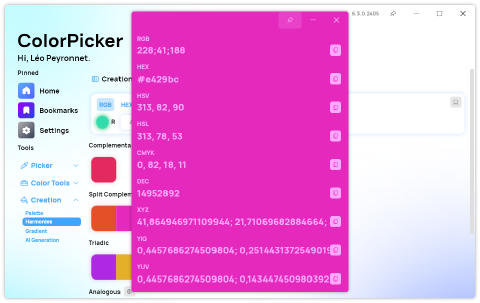 6.3.0.2405
ColorPicker
Hi, Léo Peyronnet.
Pinned
Home
Bookmarks
Settings
Tools
Picker
Color Tools
Creation
Palette
Harmonies
Gradient
AI Generation
Creation
RGB
HEX
R
Complementa
Split Complem
Triadic
Analogous
RGB
228;41;188
HEX
#e429bc
HSV
313, 82, 90
HSL
313, 78, 53
CMYK
0, 82, 18, 11
DEC
14952892
XYZ
41,864946971109944; 21,71069682884664;
YIQ
0,4457686274509804; 0,2514431372549019
YUV
0,4457686274509804; 0,143447450980392